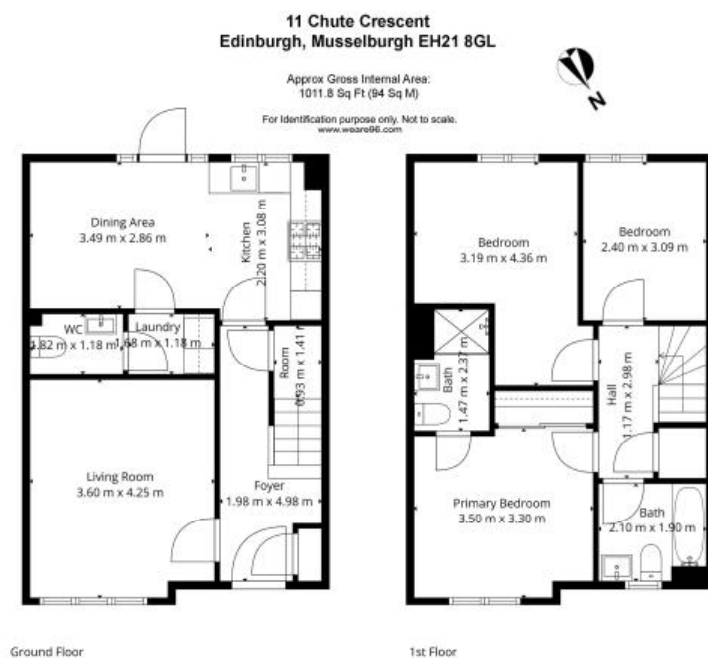 11 Chute Crescent
Edinburgh, Musselburgh EH21 8GL
Approx Gross Internal Area:
1011.8 Sq Ft (94 Sq M)
For Identification purpose only. Not to scale.
www.weare96.com
N
Dining Area
3.49 m x 2.86 m
Kitchen
2.20 m x 3.08 m
WC
1.82 m x 1.18 m
Laundry
1.68 m x 1.18 m
Room
0.93 m x 1.41 m
Living Room
3.60 m x 4.25 m
Foyer
1.98 m x 4.98 m
Ground Floor
Bedroom
3.19 m x 4.36 m
Bedroom
2.40 m x 3.09 m
Bath
1.47 m x 2.37 m
Hall
1.17 m x 2.98 m
Primary Bedroom
3.50 m x 3.30 m
Bath
2.10 m x 1.90 m
1st Floor